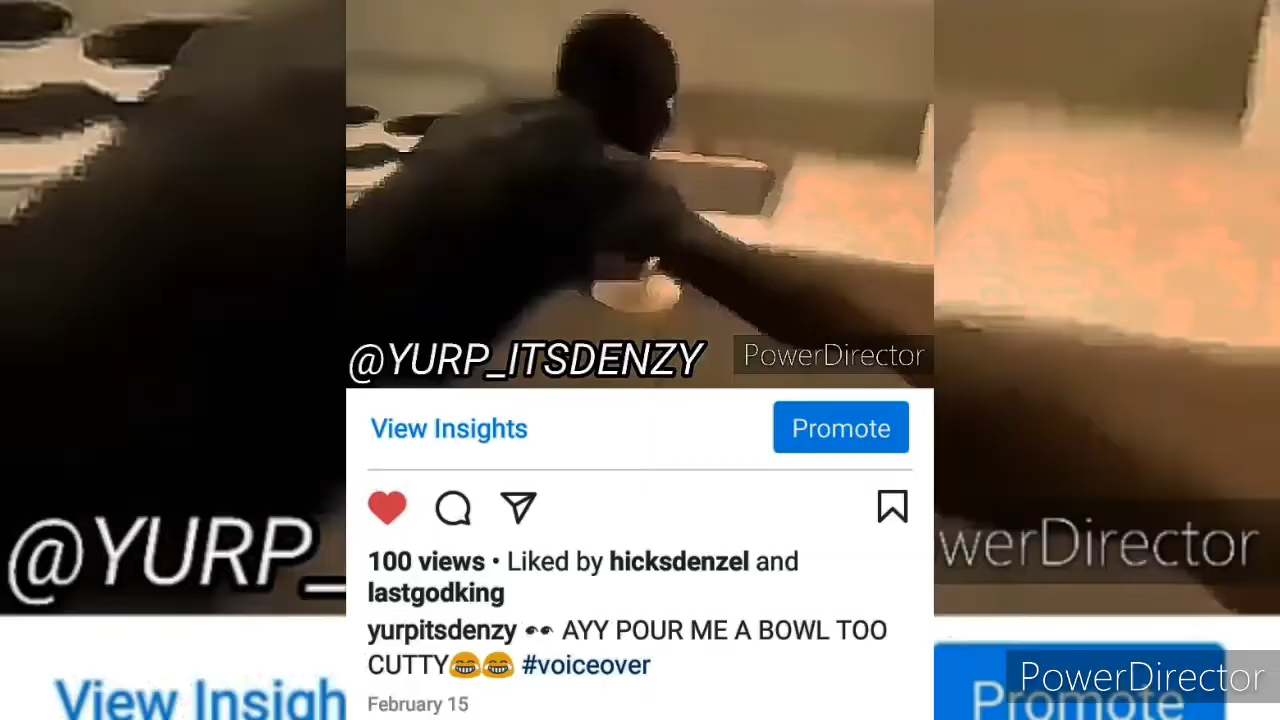 @YURP_ITSDENZY
PowerDirector
View Insights
Promote
100 views • Liked by hicksdenzel and
lastgodking
yurpitsdenzy 👀 AYY POUR ME A BOWL TOO
CUTTY😂😂 #voiceover
February 15
@YURP_
werDirector
View Insigh
Promote
PowerDirector